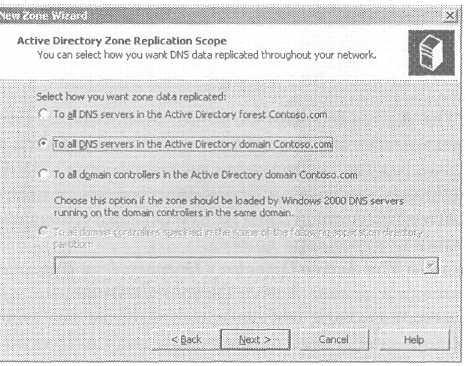 New Zone Wizard
Active Directory Zone Replication Scope
You can select how you want DNS data replicated throughout your network.
Select how you want zone data replicated:
To all DNS servers in the Active Directory forest Contoso.com
To all DNS servers in the Active Directory domain Contoso.com
To all domain controllers in the Active Directory domain Contoso.com
Choose this option if the zone should be loaded by Windows 2000 DNS servers
running on the domain controllers in the same domain.
To all domain controllers specified in the scope of the following application directory
partition:
< Back
Next >
Cancel
Help